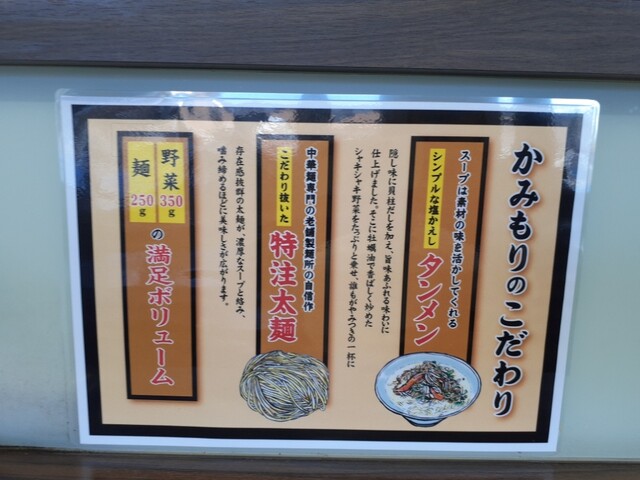 かみもりのこだわり
スープは素材の味を活かしてくれる
シンプルな塩かえし
タンメン
隠し味に貝柱だしを加え、旨味あふれる味わいに
仕上げました。そこに牡蠣油で香ばしく炒めた
シャキシャキ野菜をたっぷりと乗せ、誰もがやみつきの一杯に
中華麺専門の老舗製麺所の自信作
こだわり抜いた
特注太麺
存在感抜群の太麺が、濃厚なスープと絡み、
噛み締めるほどに美味しさが広がります。
野菜350g
麺250g
の満足ボリューム